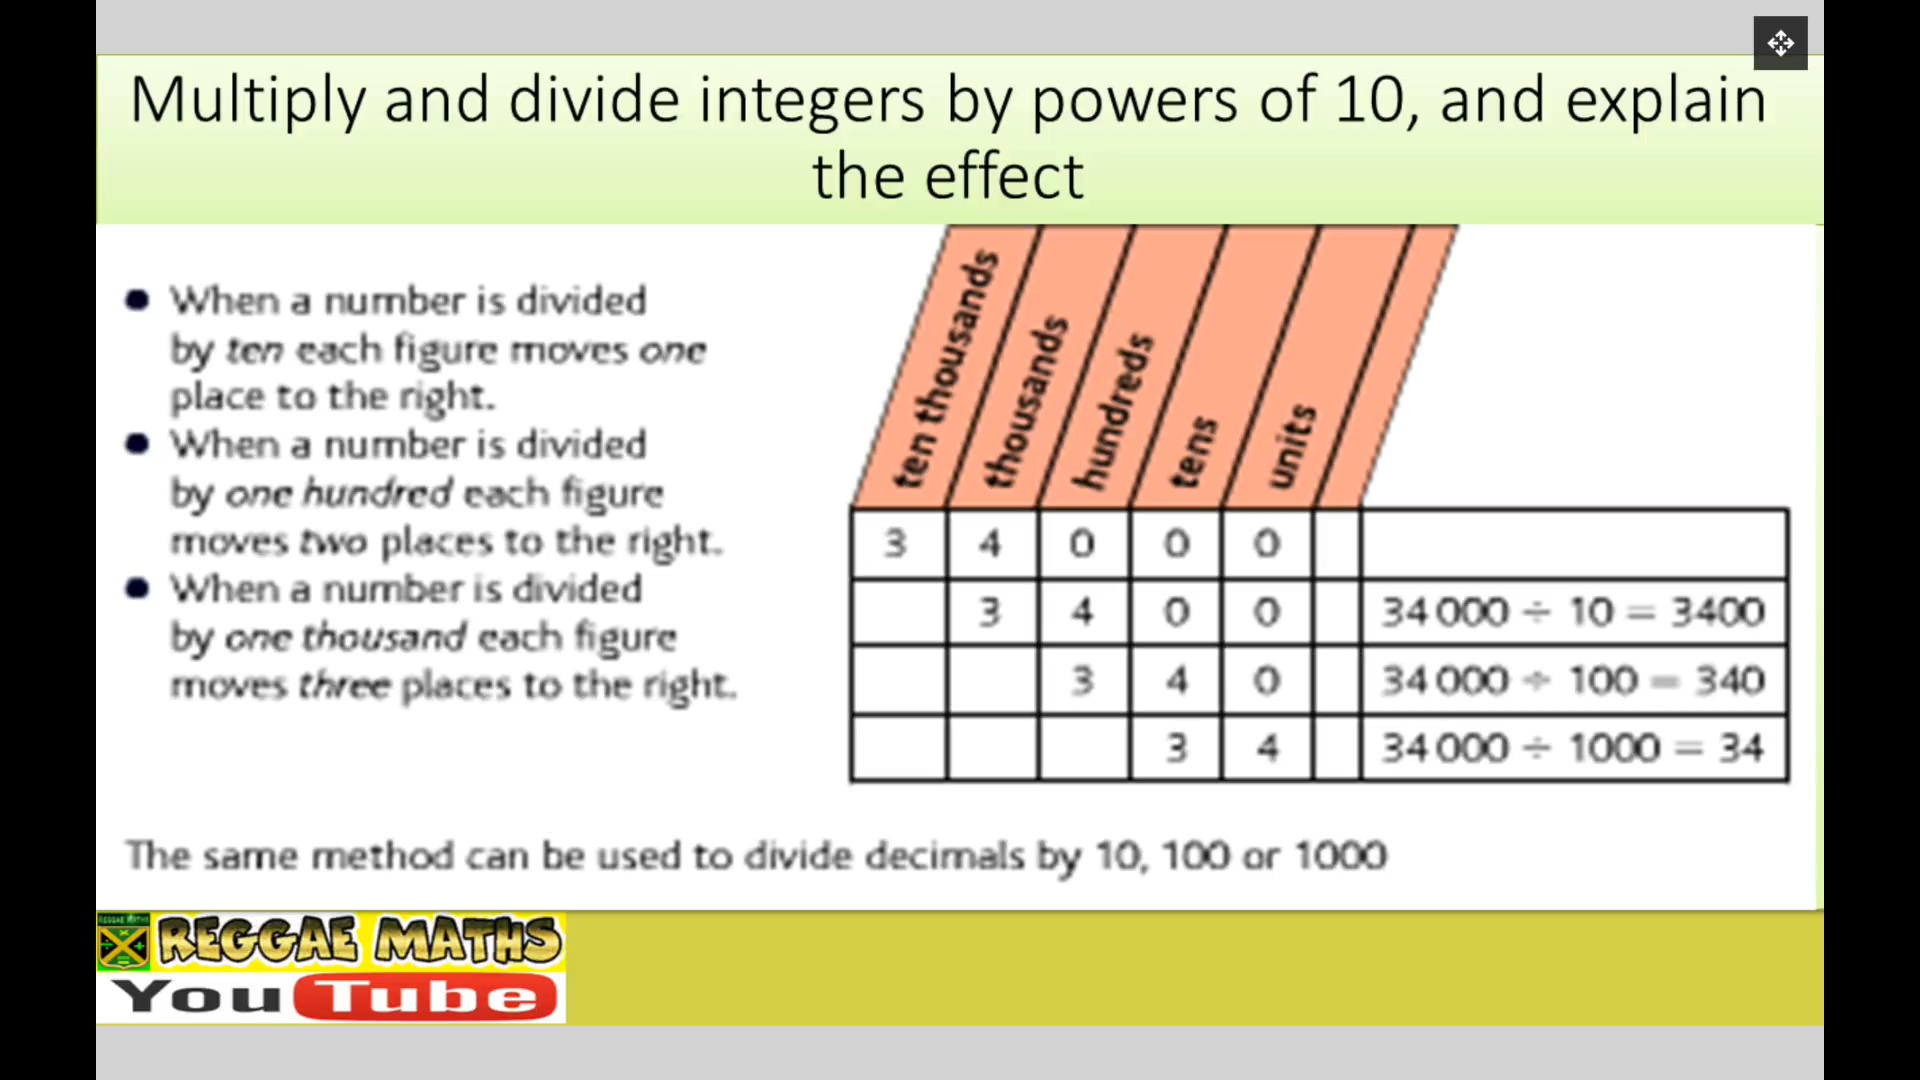 Multiply and divide integers by powers of 10, and explain
the effect
● When a number is divided
by ten each figure moves one
place to the right.
● When a number is divided
by one hundred each figure
moves two places to the right.
● When a number is divided
by one thousand each figure
moves three places to the right.
ten thousands thousands hundreds tens units
3 4 0 0 0
3 4 0 0 34 000 ÷ 10 = 3400
3 4 0 34 000 ÷ 100 = 340
3 4 34 000 ÷ 1000 = 34
The same method can be used to divide decimals by 10, 100 or 1000
REGGAE MATHS
REGGAE MATHS
YouTube